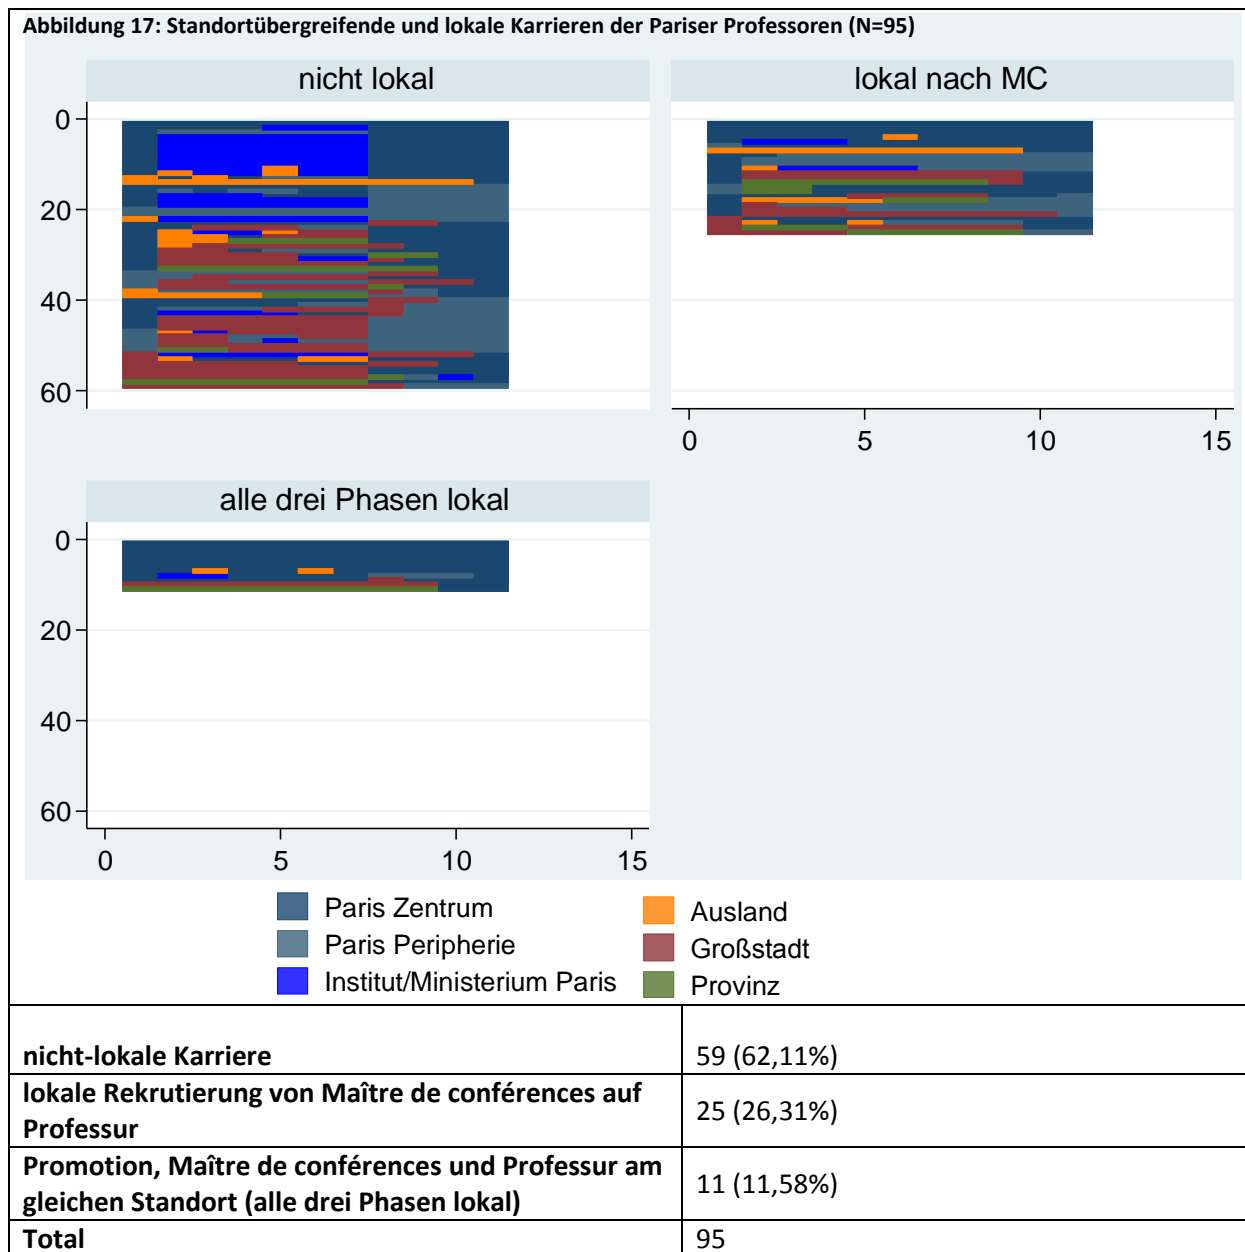 Abbildung 17: Standortübergreifende und lokale Karrieren der Pariser Professoren (N=95)
nicht lokal
lokal nach MC
0
20
40
60
0 5 10 15
alle drei Phasen lokal
0
20
40
60
0 5 10 15
Paris Zentrum
Paris Peripherie
Institut/Ministerium Paris
Ausland
Großstadt
Provinz
nicht-lokale Karriere 59 (62,11%)
lokale Rekrutierung von Maître de conférences auf
Professur 25 (26,31%)
Promotion, Maître de conférences und Professur am
gleichen Standort (alle drei Phasen lokal) 11 (11,58%)
Total 95